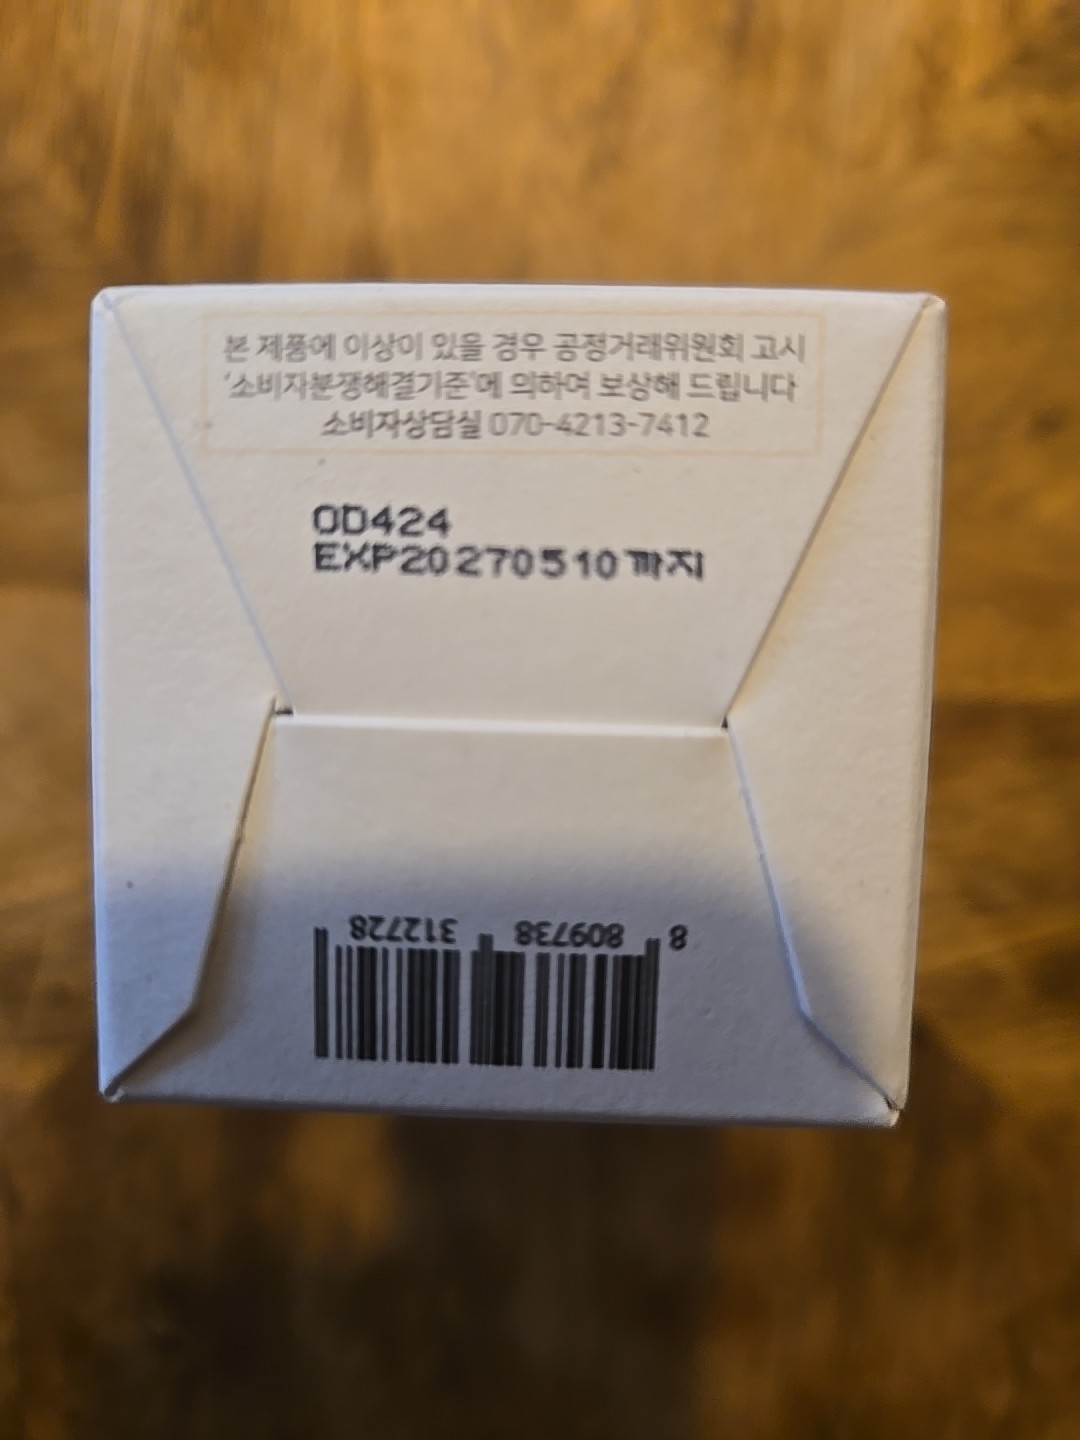 본 제품에 이상이 있을 경우 공정거래위원회 고시
'소비자분쟁해결기준'에 의하여 보상해 드립니다
소비자상담실 070-4213-7412
OD424
EXP20270510까지
8 809738 312728